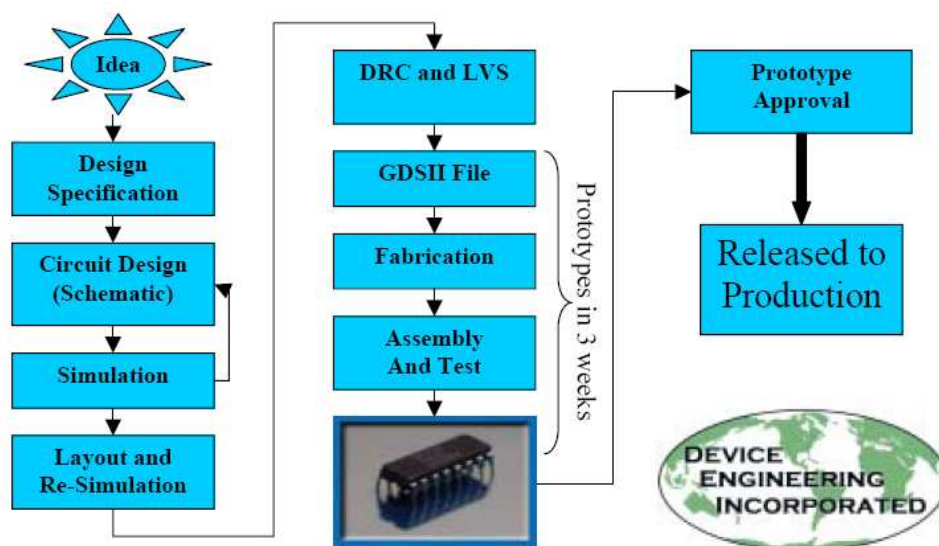 Idea
Design
Specification
Circuit Design
(Schematic)
Simulation
Layout and
Re-Simulation
DRC and LVS
GDSII File
Fabrication
Assembly
And Test
Prototypes in 3 weeks
Prototype
Approval
Released to
Production
DEVICE
ENGINEERING
INCORPORATED